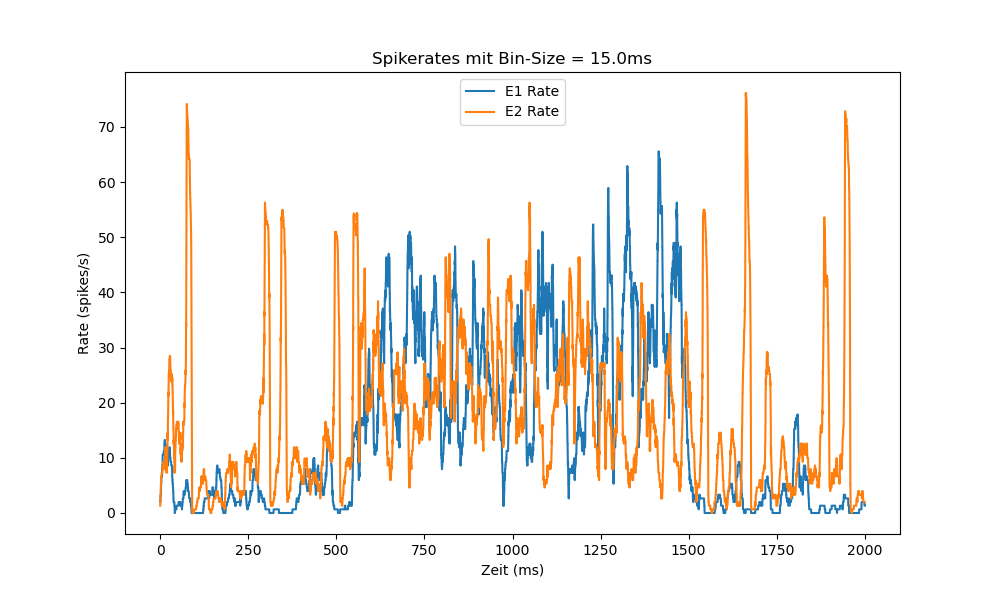 Spikerates mit Bin-Size = 15.0ms
E1 Rate
E2 Rate
Rate (spikes/s)
70
60
50
40
30
20
10
0
0 250 500 750 1000 1250 1500 1750 2000
Zeit (ms)